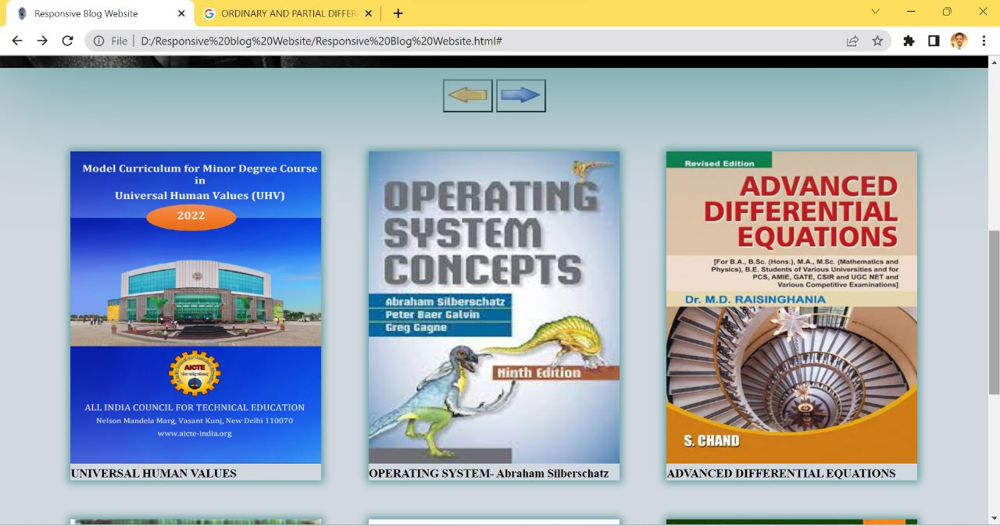 Responsive Blog Website
ORDINARY AND PARTIAL DIFFER
File
D:/Responsive%20blog%20Website/Responsive%20Blog%20Website.html#
Model Curriculum for Minor Degree Course
in
Universal Human Values (UHV)
2022
AICTE
ALL INDIA COUNCIL FOR TECHNICAL EDUCATION
Nelson Mandela Marg, Vasant Kunj, New Delhi 110070
www.aicte-india.org
UNIVERSAL HUMAN VALUES
OPERATING
SYSTEM
CONCEPTS
Abraham Silberschatz
Peter Baer Galvin
Greg Gagne
Ninth Edition
OPERATING SYSTEM- Abraham Silberschatz
Revised Edition
ADVANCED
DIFFERENTIAL
EQUATIONS
[For B.A., B.Sc. (Hons.), M.A., M.Sc. (Mathematics and
Physics), B.E. Students of Various Universities and for
PCS, AMIE, GATE, CSIR and UGC NET and
Various Competitive Examinations]
Dr. M.D. RAISINGHANIA
S. CHAND
ADVANCED DIFFERENTIAL EQUATIONS